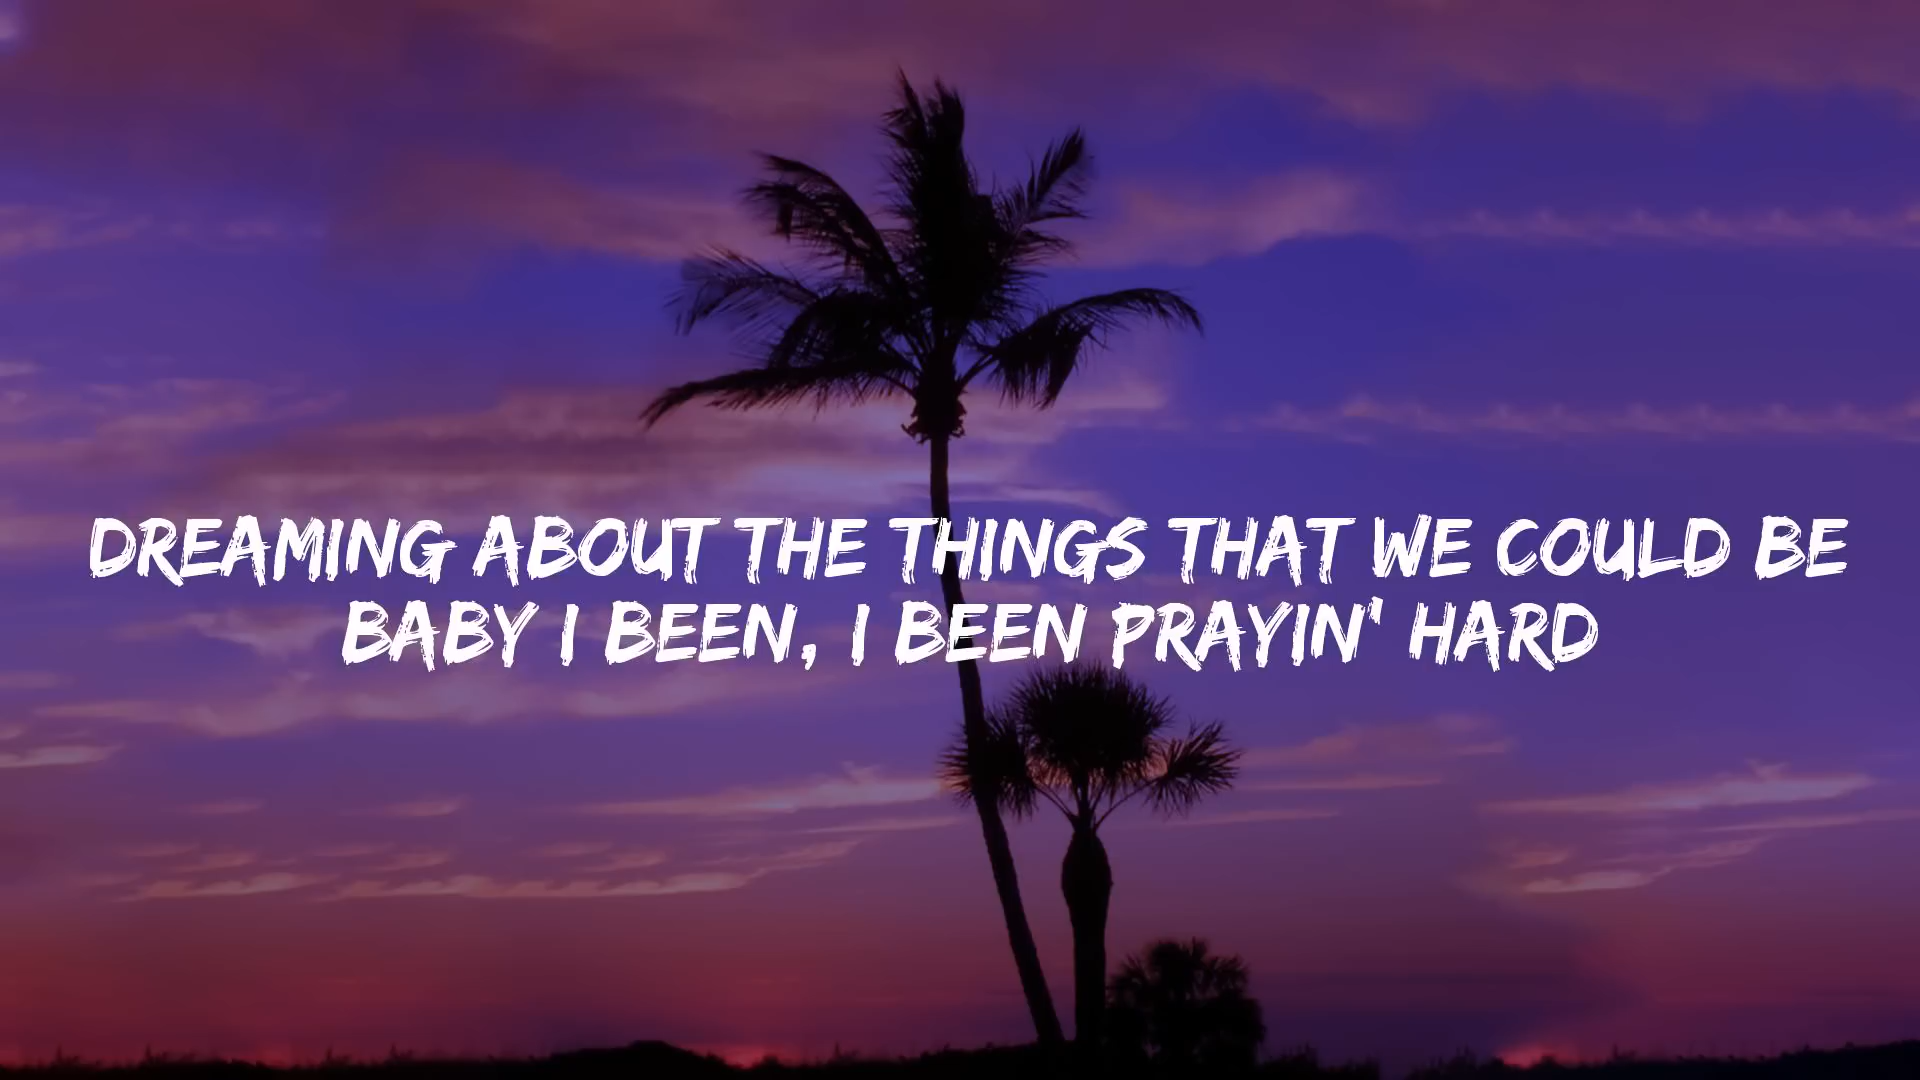 DREAMING ABOUT THE THINGS THAT WE COULD BE
BABY I BEEN, I BEEN PRAYIN' HARD